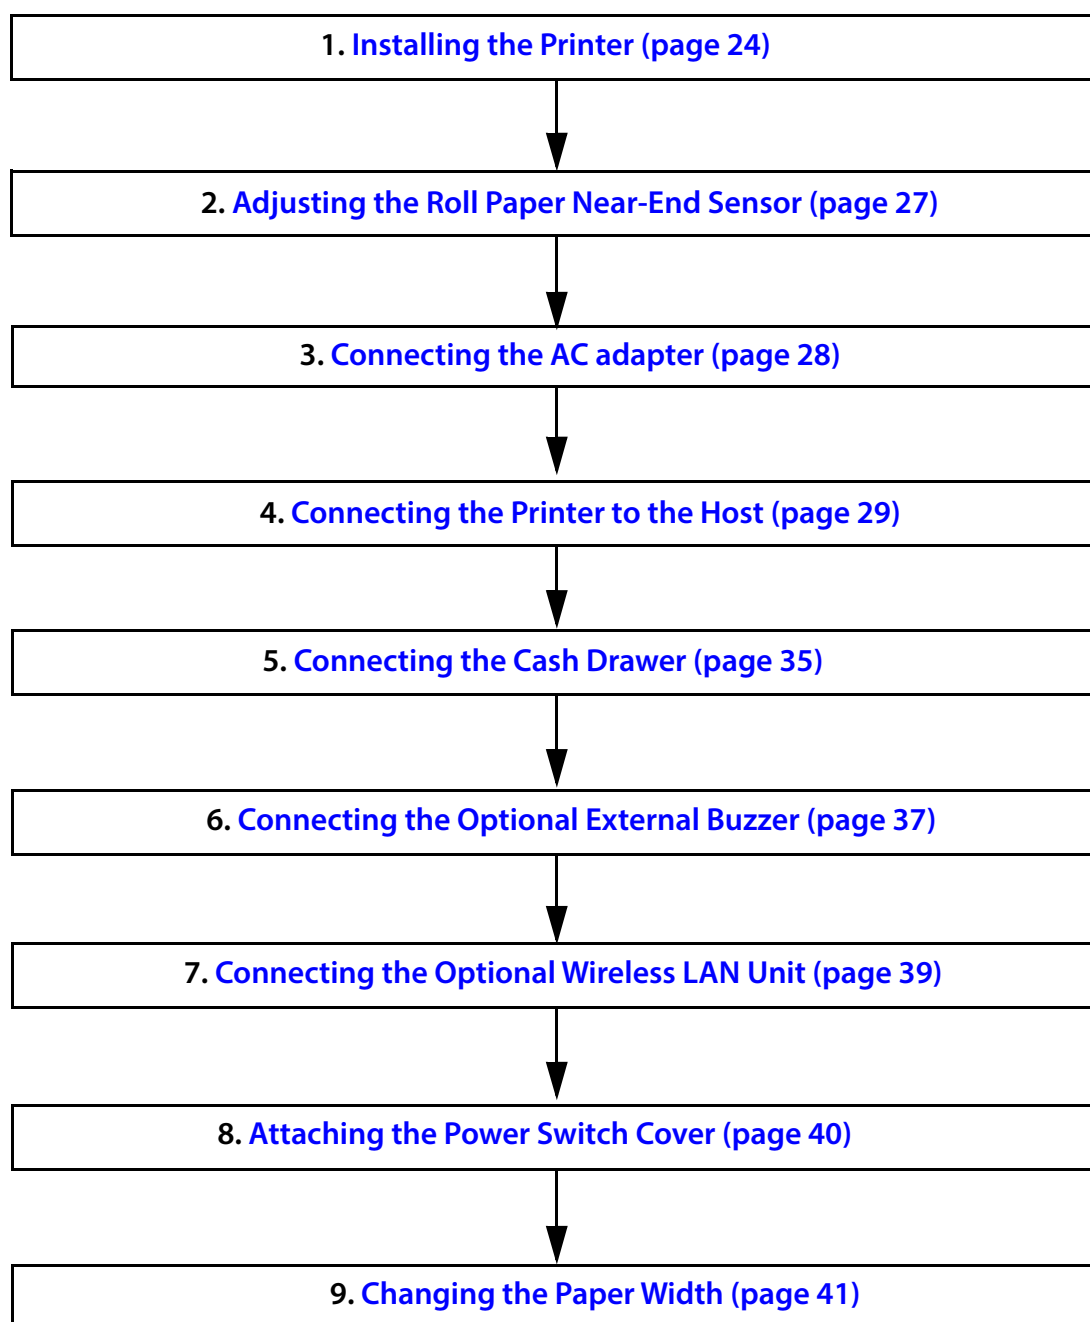 1. Installing the Printer (page 24)
2. Adjusting the Roll Paper Near-End Sensor (page 27)
3. Connecting the AC adapter (page 28)
4. Connecting the Printer to the Host (page 29)
5. Connecting the Cash Drawer (page 35)
6. Connecting the Optional External Buzzer (page 37)
7. Connecting the Optional Wireless LAN Unit (page 39)
8. Attaching the Power Switch Cover (page 40)
9. Changing the Paper Width (page 41)